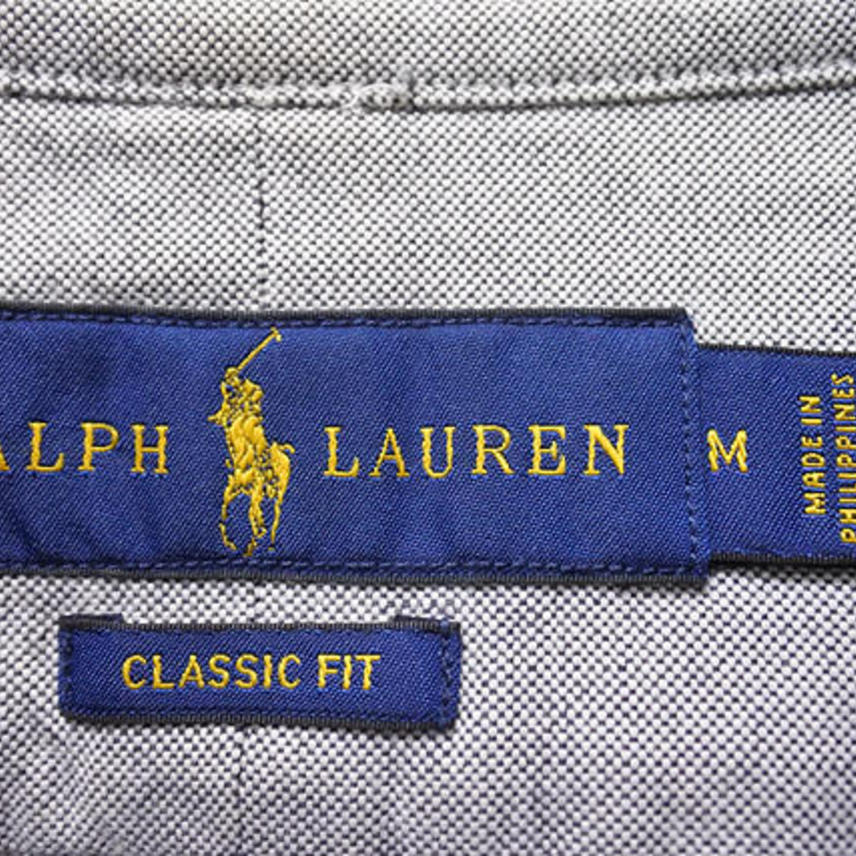 ALPH LAUREN M
MADE IN
PHILIPPINES
CLASSIC FIT